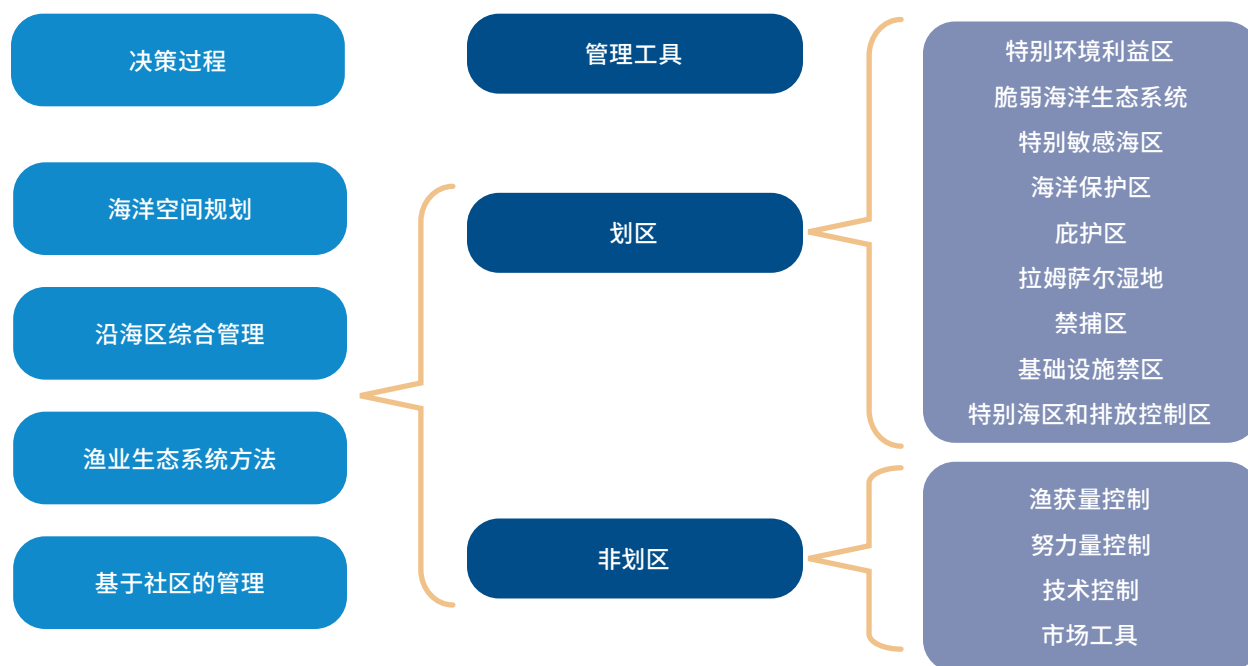 决策过程
海洋空间规划
沿海区综合管理
渔业生态系统方法
基于社区的管理
管理工具
划区
非划区
特别环境利益区
脆弱海洋生态系统
特别敏感海区
海洋保护区
庇护区
拉姆萨尔湿地
禁捕区
基础设施禁区
特别海区和排放控制区
渔获量控制
努力量控制
技术控制
市场工具